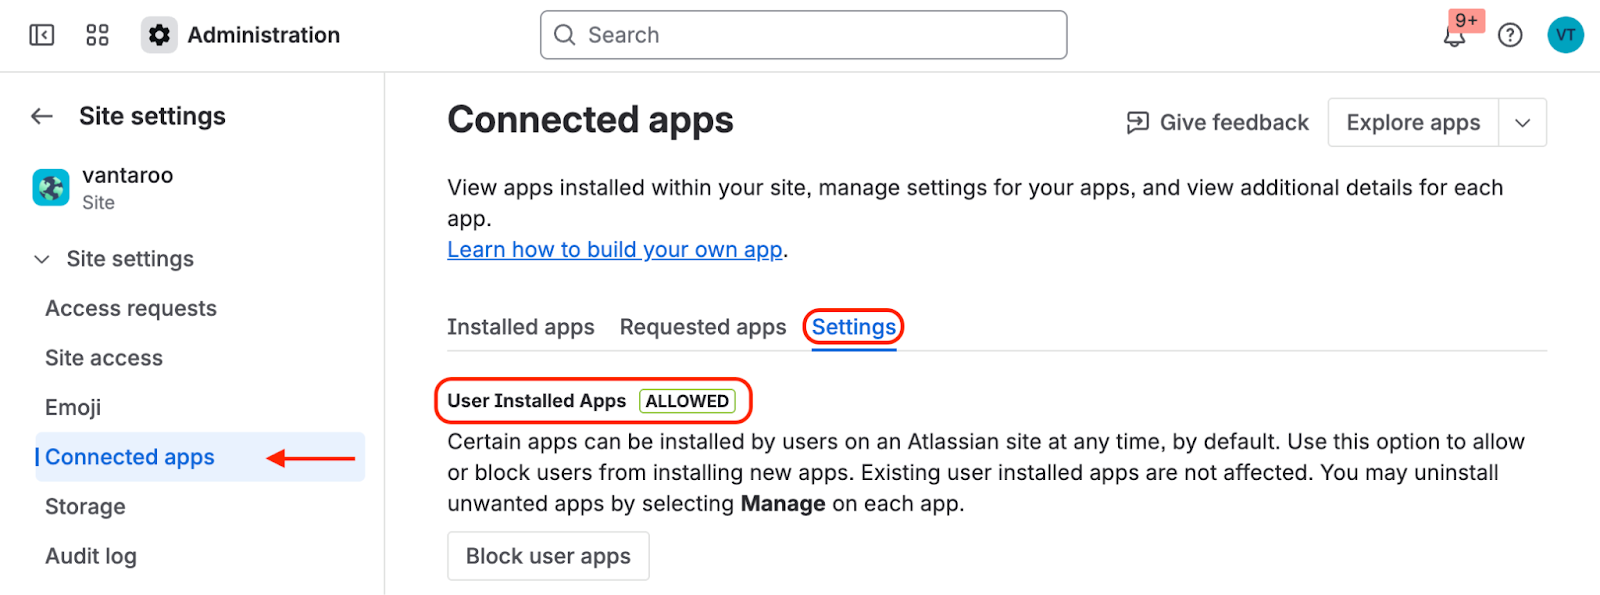 Administration
Search
9+
VT
Site settings
vantaroo
Site
Site settings
Access requests
Site access
Emoji
Connected apps
Storage
Audit log
Connected apps
Give feedback
Explore apps
View apps installed within your site, manage settings for your apps, and view additional details for each
app.
Learn how to build your own app.
Installed apps Requested apps Settings
User Installed Apps ALLOWED
Certain apps can be installed by users on an Atlassian site at any time, by default. Use this option to allow
or block users from installing new apps. Existing user installed apps are not affected. You may uninstall
unwanted apps by selecting Manage on each app.
Block user apps